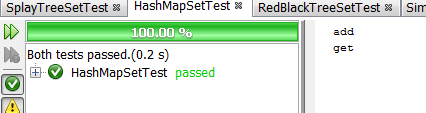 SplayTreeSetTest HashMapSetTest RedBlackTreeSetTest Sim
100.00 %
Both tests passed.(0.2 s)
HashMapSetTest passed
add
get